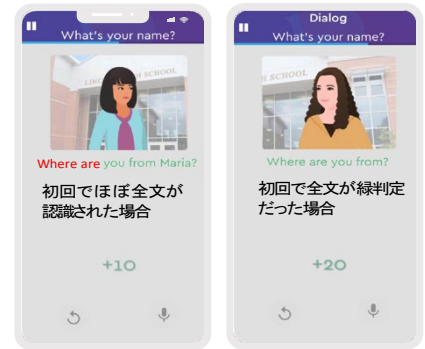 What's your name?
HIGH SCHOOL
Where are you from Maria?
初回でほぼ全文が
認識された場合
+10
Dialog
What's your name?
SCHOOL
Where are you from?
初回で全文が緑判定
だった場合
+20